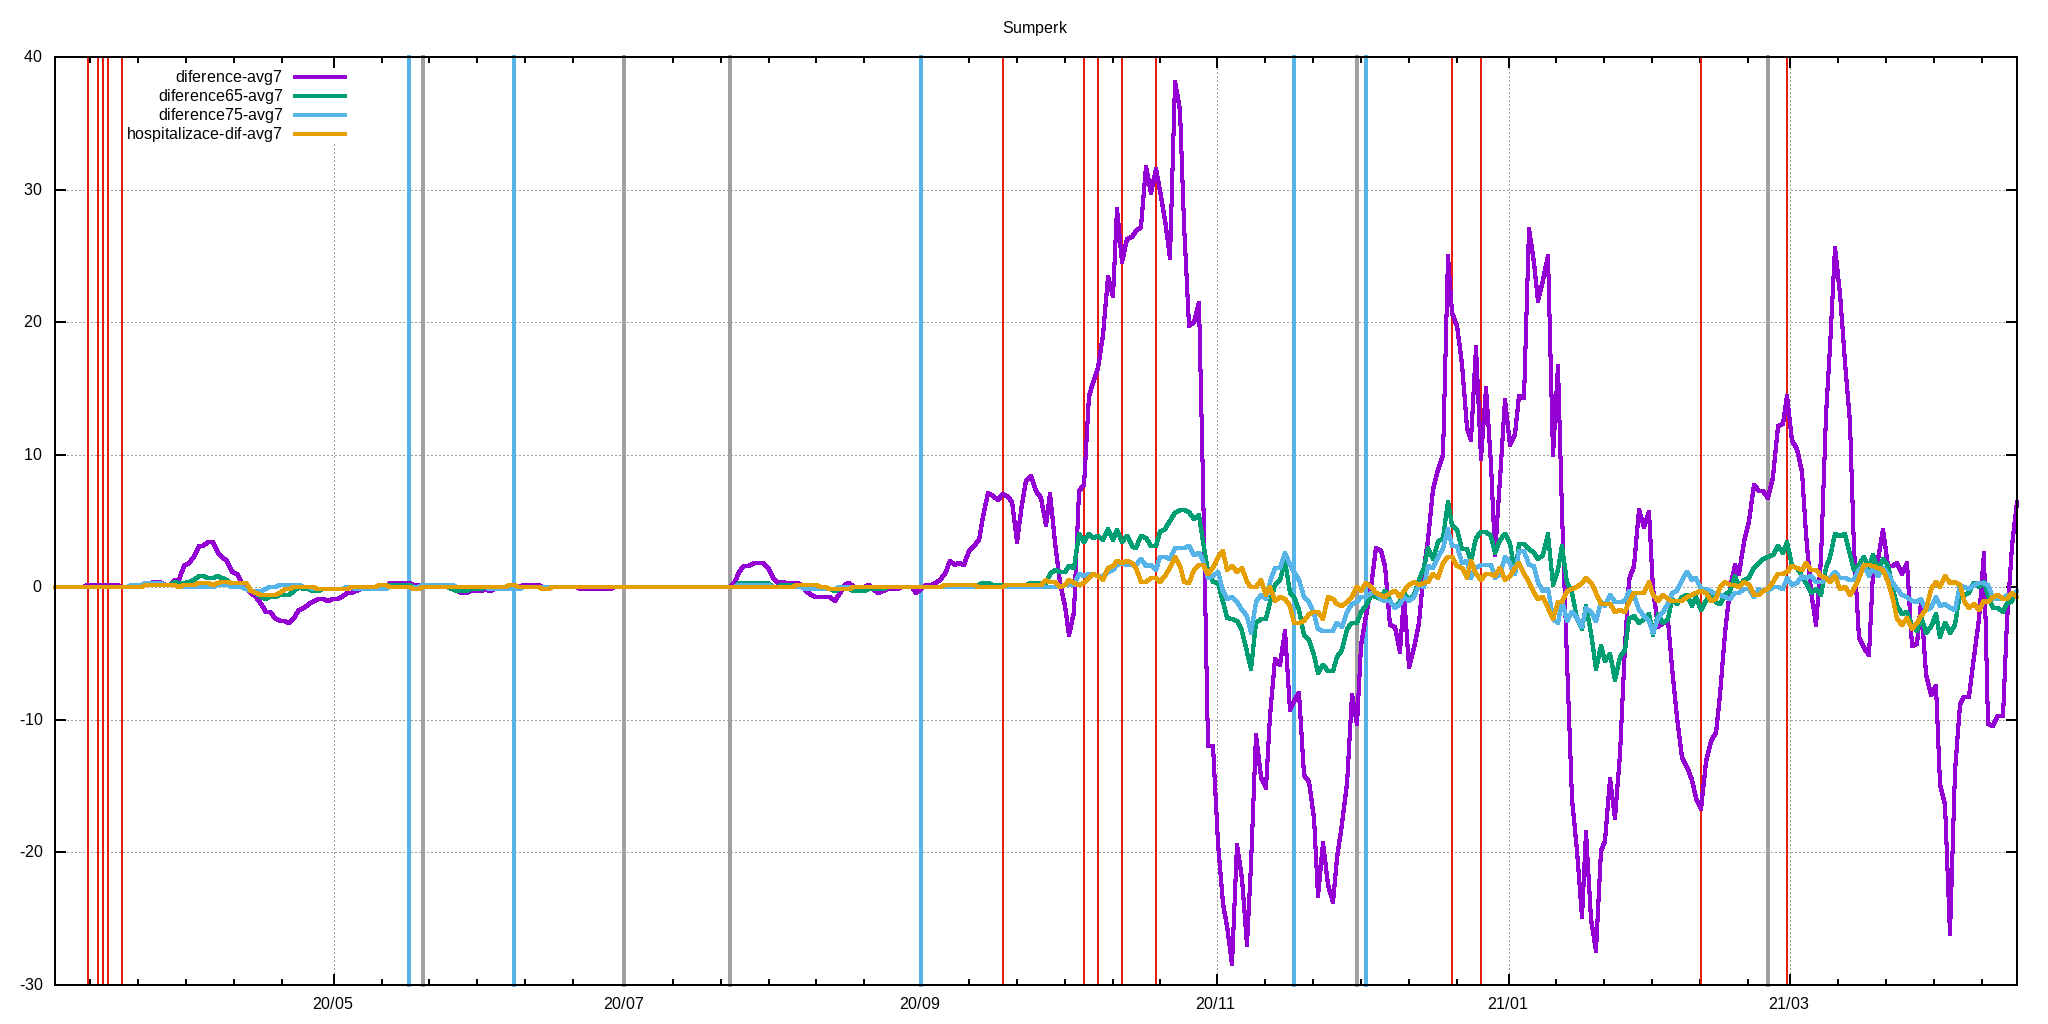 Sumperk
diference-avg7
diference65-avg7
diference75-avg7
hospitalizace-dif-avg7
40
30
20
10
0
-10
-20
-30
20/05 20/07 20/09 20/11 21/01 21/03